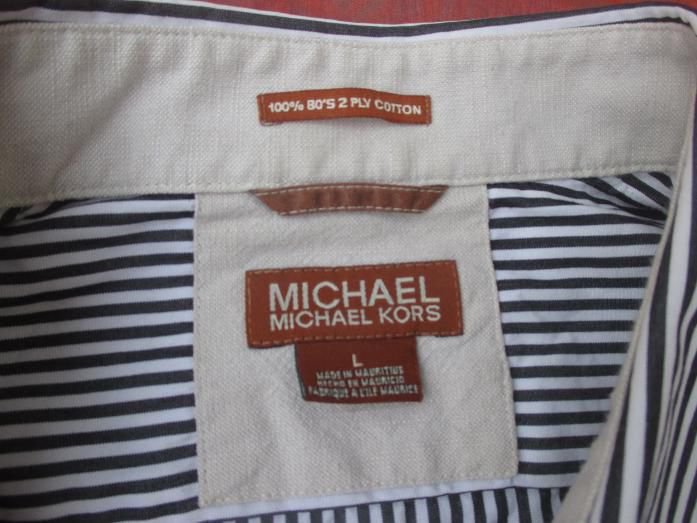 100% 80'S 2 PLY COTTON
MICHAEL
MICHAEL KORS
L
MADE IN MAURITIUS
HECHO EN MAURICIO
FABRIQUE A L'ILE MAURICE